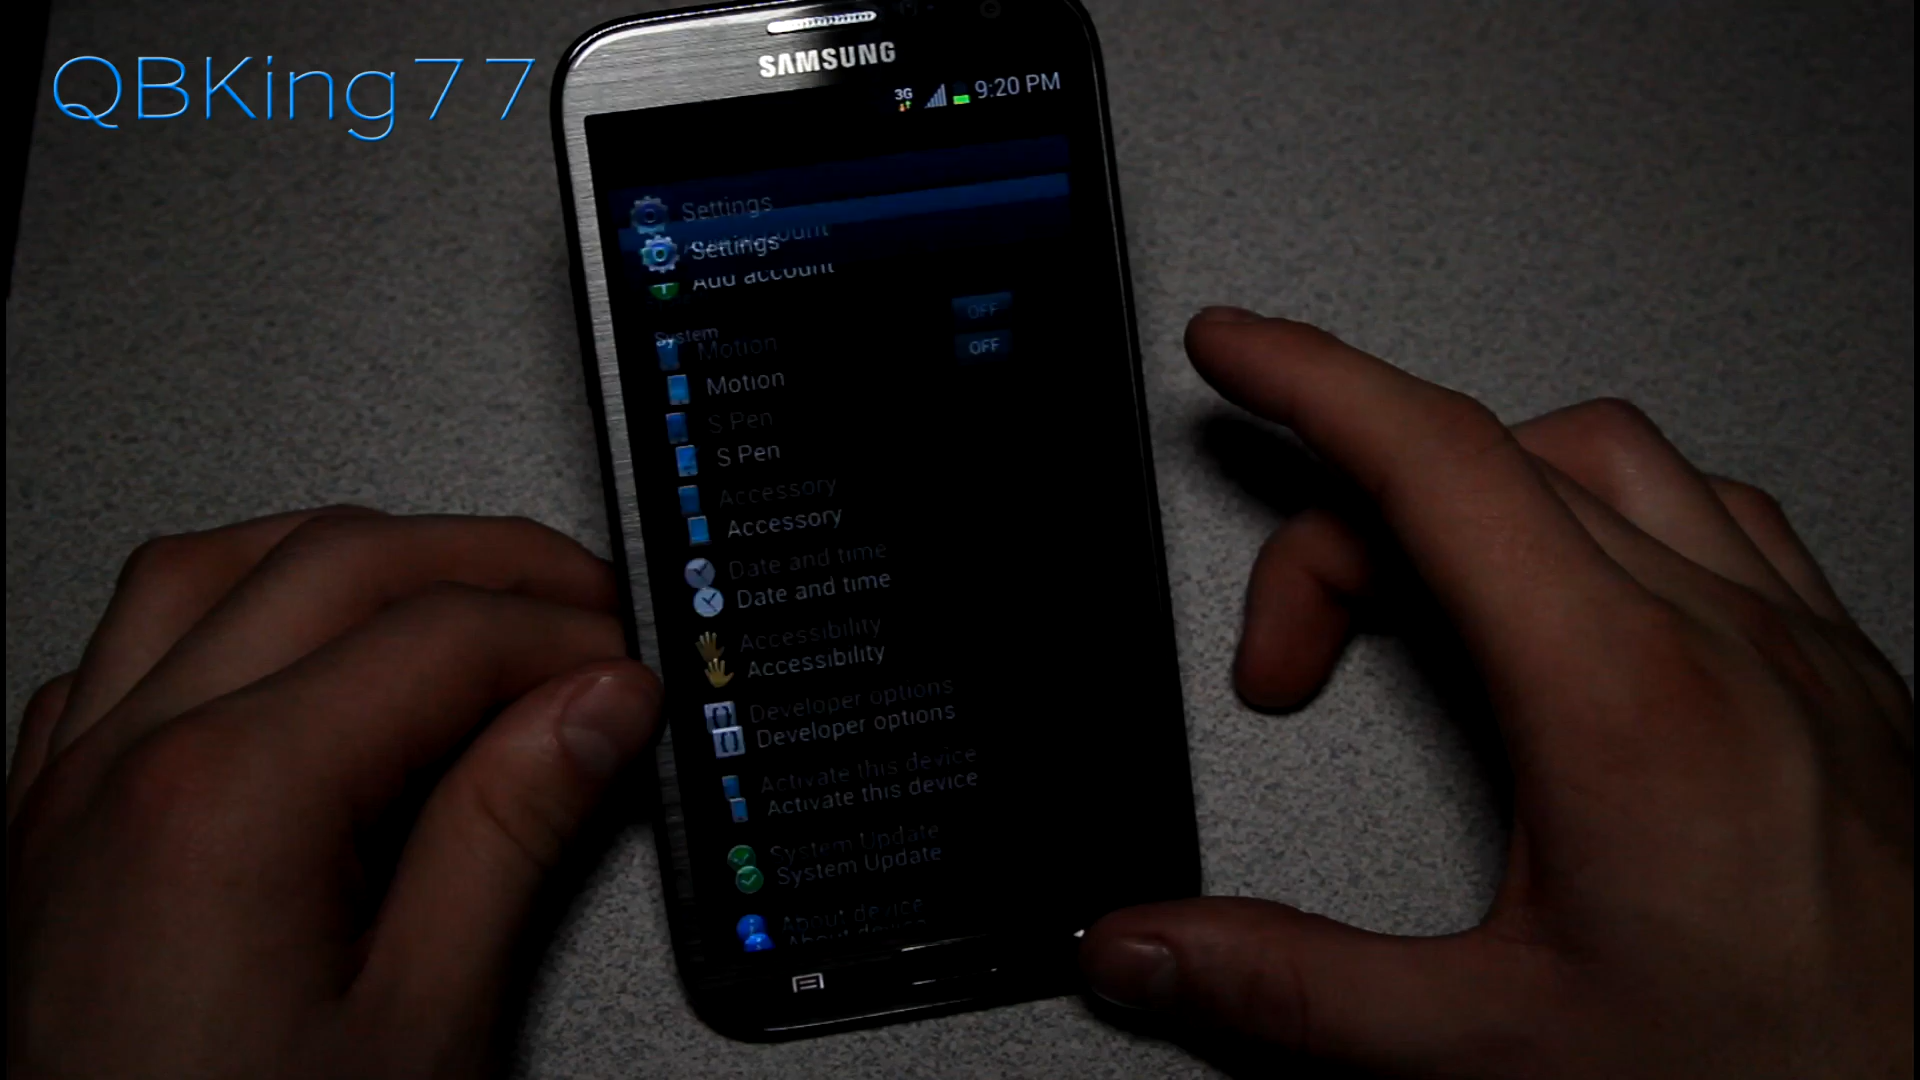 QBKing77
SAMSUNG
3G 9:20 PM
Settings
Settings
Add account
System
OFF
Motion
OFF
Motion
S Pen
S Pen
Accessory
Accessory
Date and time
Date and time
Accessibility
Accessibility
Developer options
Developer options
Activate this device
Activate this device
System Update
System Update
About device
About device